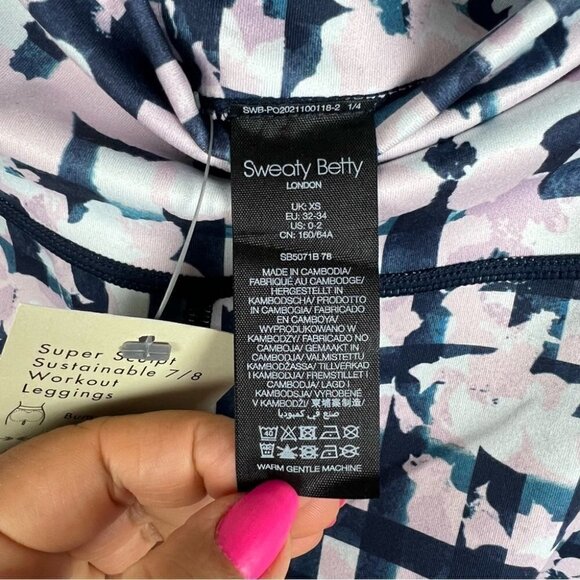 SWB-PO2021100118-2 1/4
Sweaty Betty
LONDON
UK: XS
EU: 32-34
US: 0-2
CN: 160/64A
SB5071B 78
MADE IN CAMBODIA/
FABRIQUÉ AU CAMBODGE/
HERGESTELLT IN
KAMBODSCHA/ PRODOTTO
IN CAMBOGIA/ FABRICADO
EN CAMBOYA/
WYPRODUKOWANO W
KAMBODŻY/ FABRICADO NO
CAMBOJA/ GEMAAKT IN
CAMBODJA/ VALMISTETTU
KAMBODŽASSA/ TILLVERKAD
I KAMBODJA/ FREMSTILLET I
CAMBODJA/ LAGD I
KAMBODSJA/ VYROBENÉ
V KAMBODŽI/ 柬埔寨制造/
صنع في كمبوديا
40
WARM GENTLE MACHINE
Super Sculpt
Sustainable 7/8
Workout
Leggings